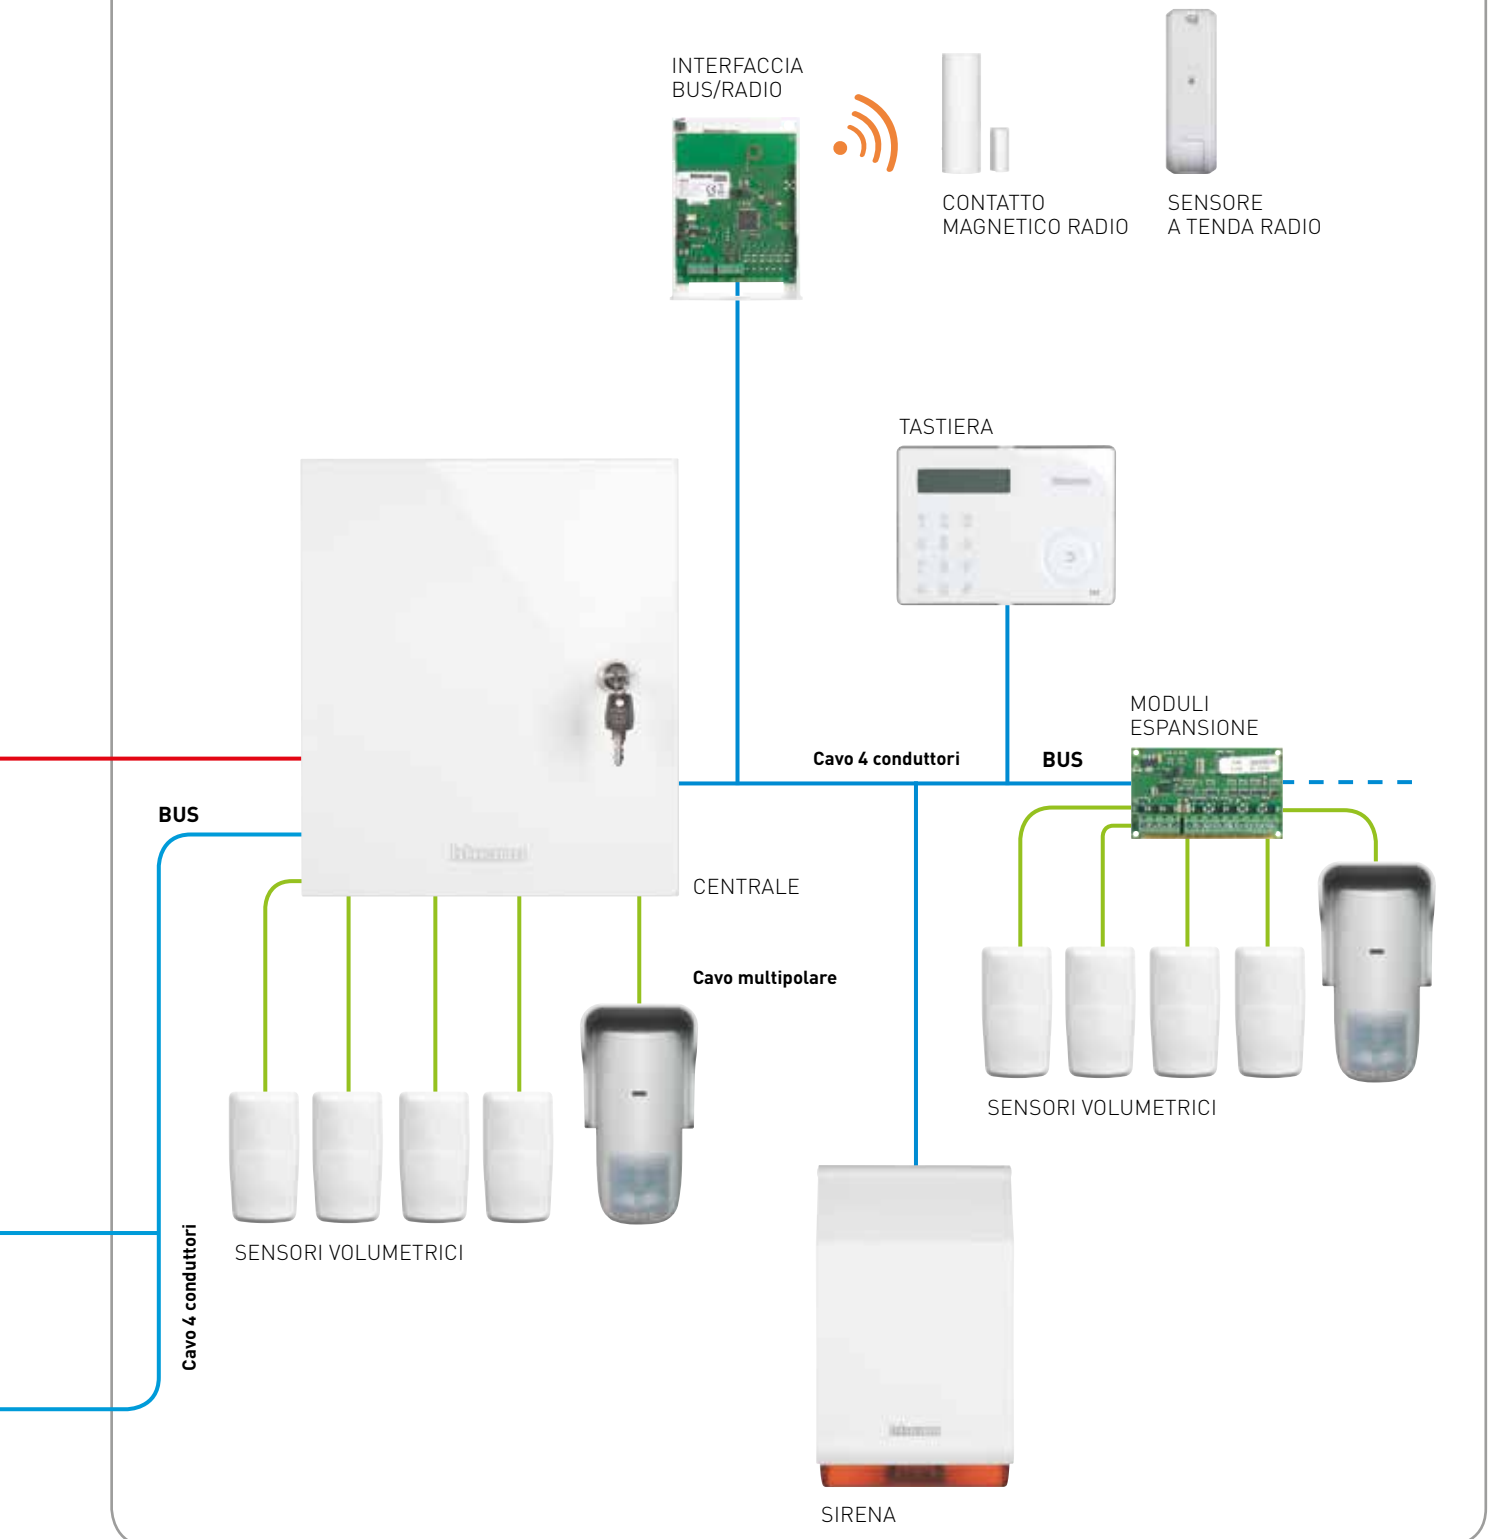 INTERFACCIA
BUS/RADIO
CONTATTO
MAGNETICO RADIO
SENSORE
A TENDA RADIO
TASTIERA
MODULI
ESPANSIONE
Cavo 4 conduttori
BUS
BUS
CENTRALE
Cavo multipolare
SENSORI VOLUMETRICI
SENSORI VOLUMETRICI
Cavo 4 conduttori
SIRENA